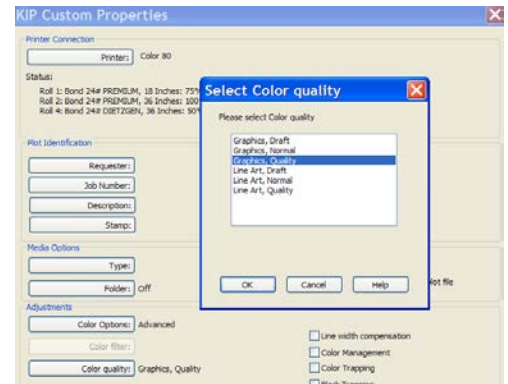 KIP Custom Properties
Printer Connection
Printer: Color 80
Status:
Roll 1: Bond 24# PREMIUM, 18 Inches: 75%
Roll 2: Bond 24# PREMIUM, 36 Inches: 100
Roll 4: Bond 24# DIETZGEN, 36 Inches: 50%
Select Color quality
Please select Color quality
Graphics, Draft
Graphics, Normal
Graphics, Quality
Line Art, Draft
Line Art, Normal
Line Art, Quality
OK Cancel Help
Plot Identification
Requester:
Job Number:
Description:
Stamp:
Media Options
Type:
Folder: Off
lot file
Adjustments
Color Options: Advanced
Line width compensation
Color filter:
Color Management
Color quality: Graphics, Quality
Color Trapping